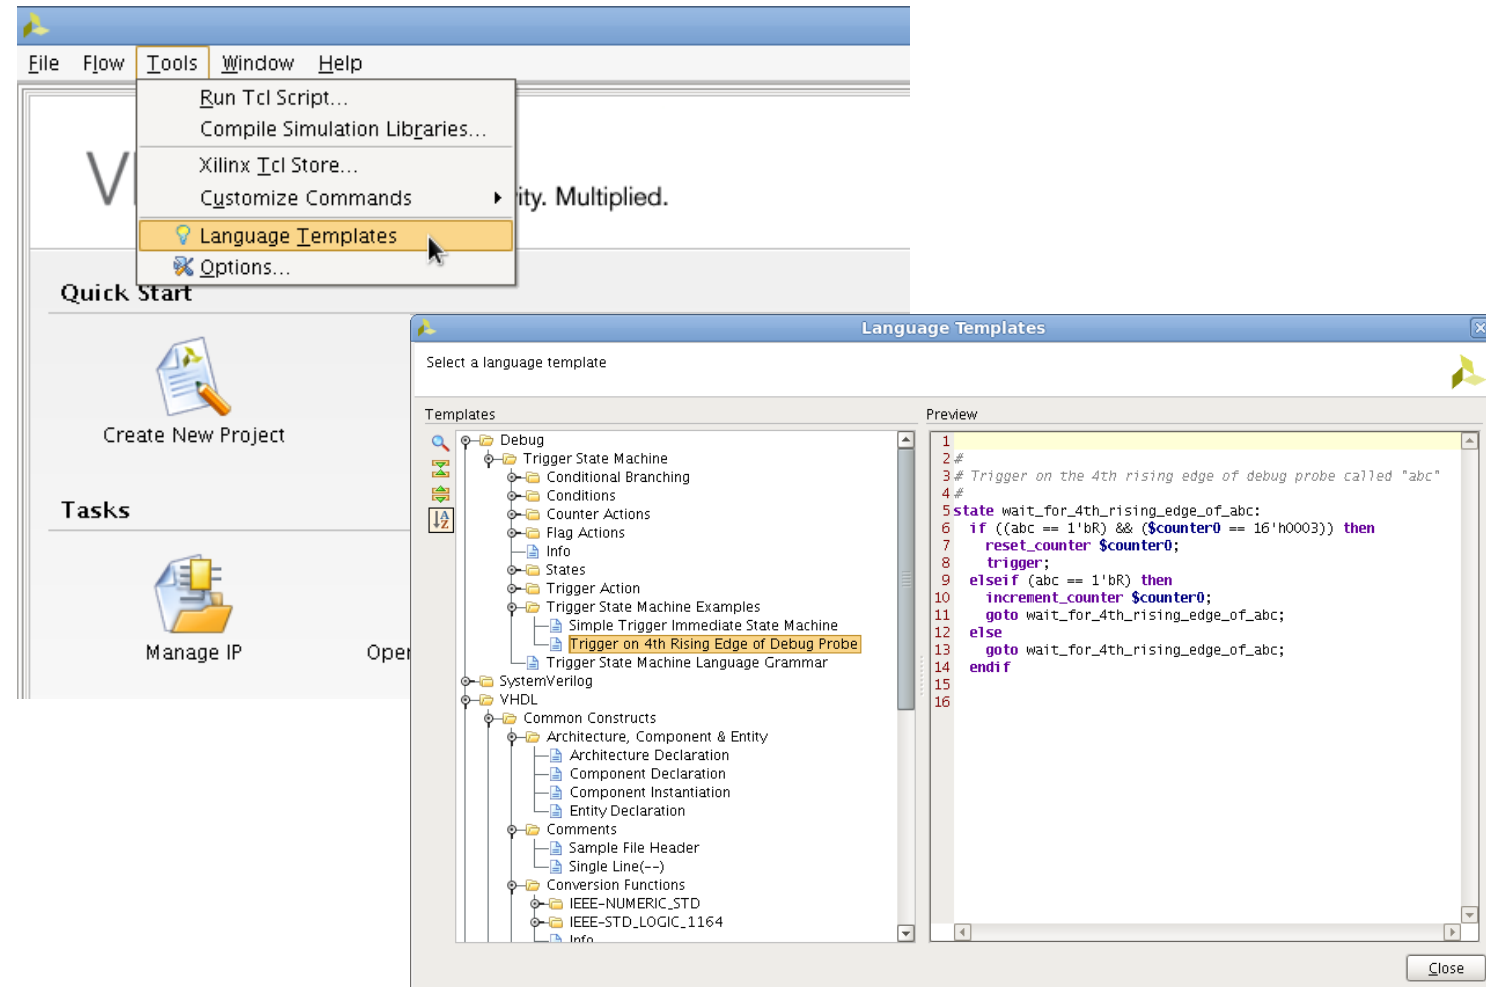 File Flow Tools Window Help
Run Tcl Script...
Compile Simulation Libraries...
Xilinx Tcl Store...
Customize Commands
Language Templates
Options...
ity. Multiplied.
Quick Start
Create New Project
Tasks
Manage IP
Oper
Language Templates
Select a language template
Templates
Debug
Trigger State Machine
Conditional Branching
Conditions
Counter Actions
Flag Actions
Info
States
Trigger Action
Trigger State Machine Examples
Simple Trigger Immediate State Machine
Trigger on 4th Rising Edge of Debug Probe
Trigger State Machine Language Grammar
SystemVerilog
VHDL
Common Constructs
Architecture, Component & Entity
Architecture Declaration
Component Declaration
Component Instantiation
Entity Declaration
Comments
Sample File Header
Single Line(--)
Conversion Functions
IEEE-NUMERIC_STD
IEEE-STD_LOGIC_1164
Info
Preview
1
2 #
3 # Trigger on the 4th rising edge of debug probe called "abc"
4 #
5 state wait_for_4th_rising_edge_of_abc:
6 if ((abc == 1'bR) && ($counter0 == 16'h0003)) then
7 reset_counter $counter0;
8 trigger;
9 elseif (abc == 1'bR) then
10 increment_counter $counter0;
11 goto wait_for_4th_rising_edge_of_abc;
12 else
13 goto wait_for_4th_rising_edge_of_abc;
14 endif
15
16
Close